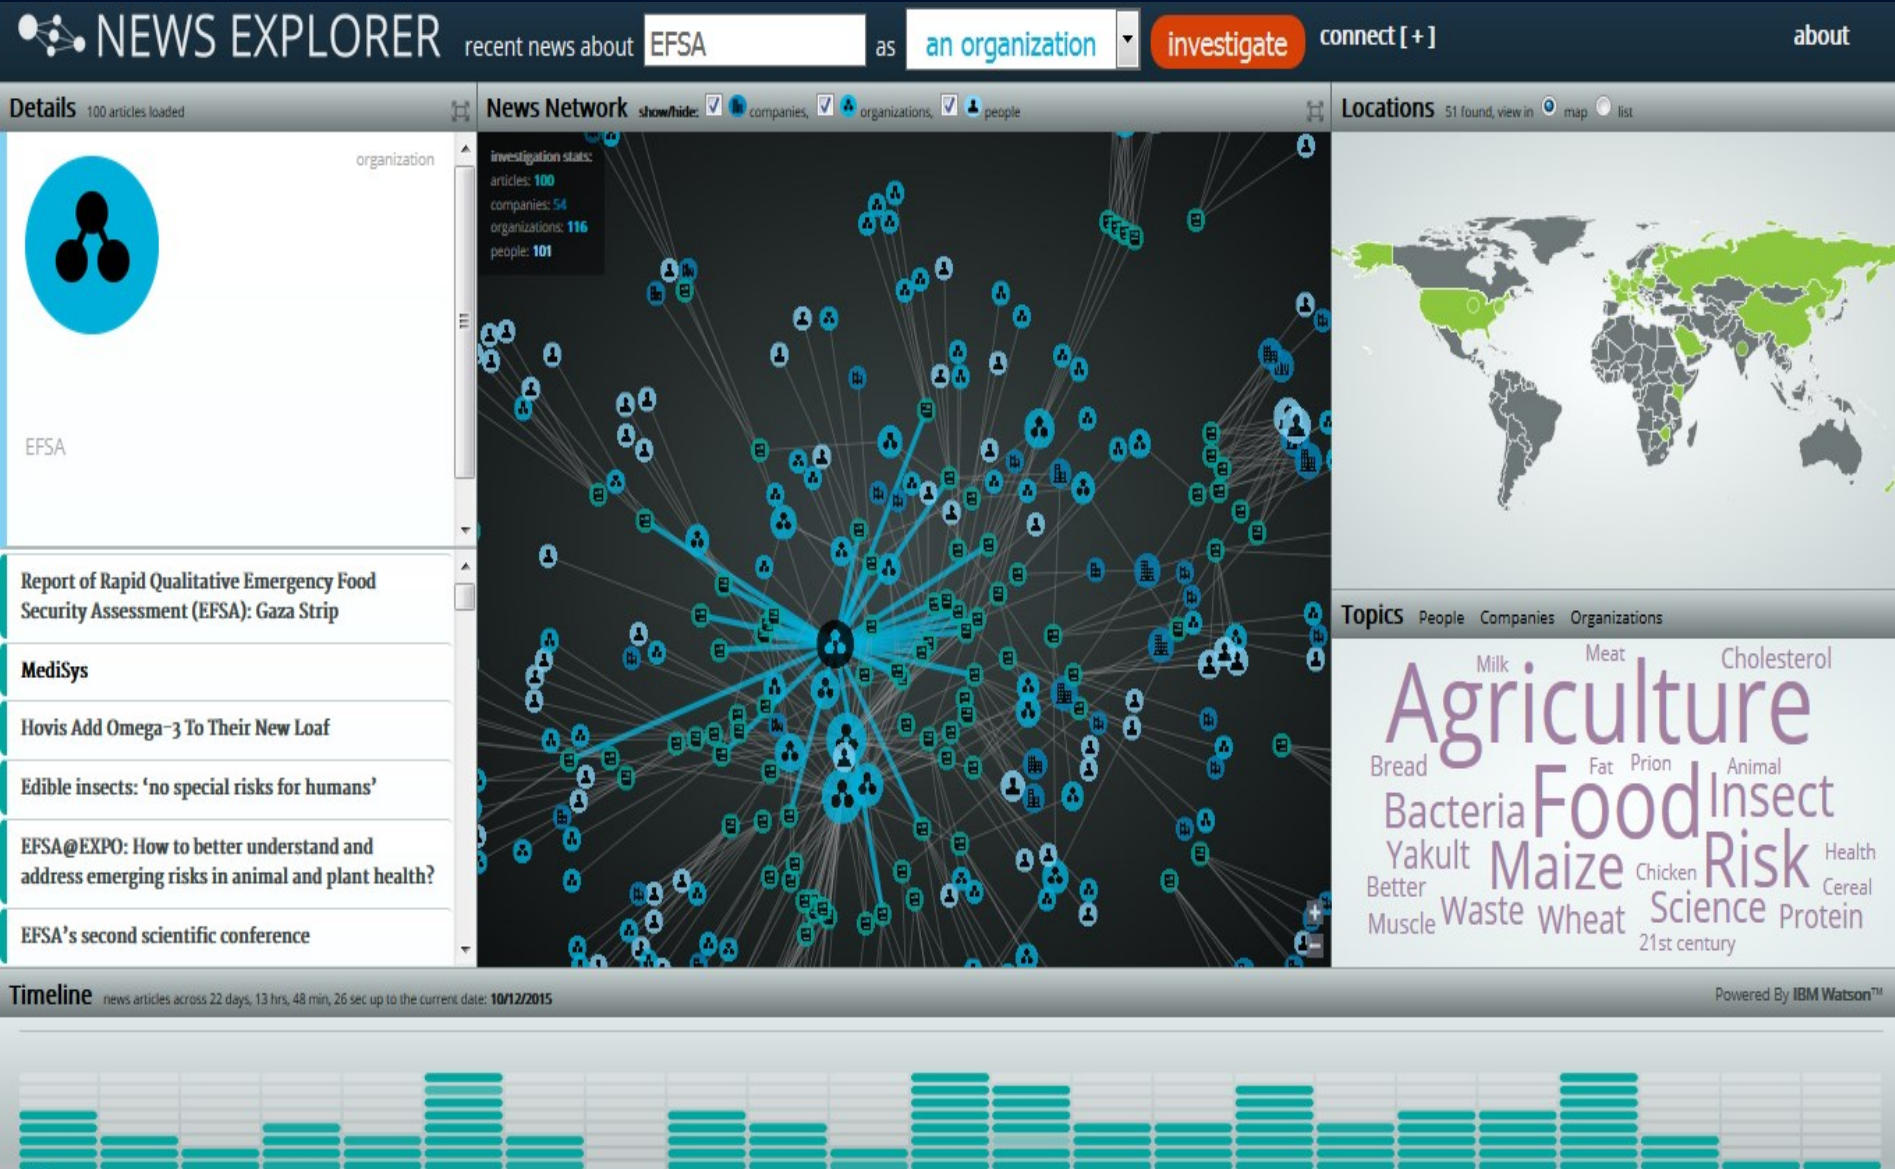 NEWS EXPLORER recent news about EFSA as an organization investigate connect [ + ] about
Details 100 articles loaded
organization
EFSA
Report of Rapid Qualitative Emergency Food
Security Assessment (EFSA): Gaza Strip
MediSys
Hovis Add Omega-3 To Their New Loaf
Edible insects: ‘no special risks for humans’
EFSA@EXPO: How to better understand and
address emerging risks in animal and plant health?
EFSA’s second scientific conference
News Network show/hide: companies, organizations, people
investigation stats:
articles: 100
companies: 54
organizations: 116
people: 101
+
−
Locations 51 found, view in map list
Topics People Companies Organizations
Milk Meat Cholesterol
Agriculture
Bread Fat Prion Animal
Bacteria Food Insect
Yakult Maize Chicken Risk Health
Better Cereal
Muscle Waste Wheat Science Protein
21st century
Timeline news articles across 22 days, 13 hrs, 48 min, 26 sec up to the current date: 10/12/2015
Powered By IBM Watson™